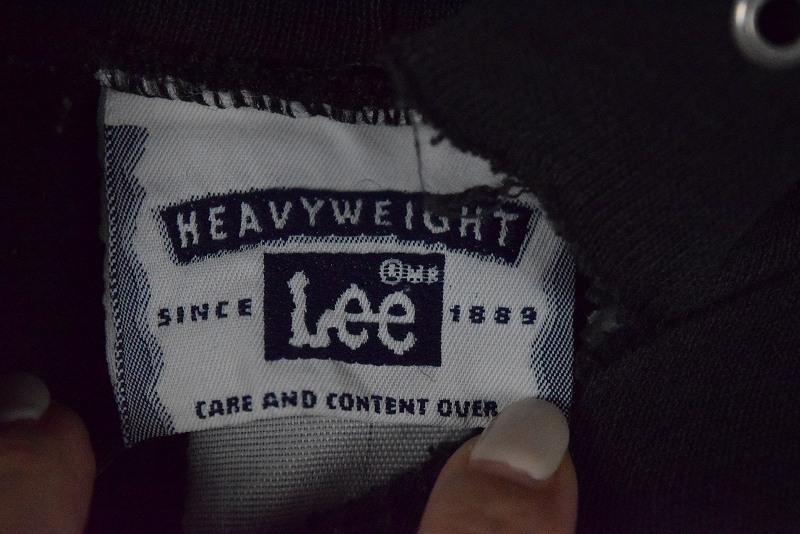 HEAVYWEIGHT
® MR
Lee
SINCE 1889
CARE AND CONTENT OVER